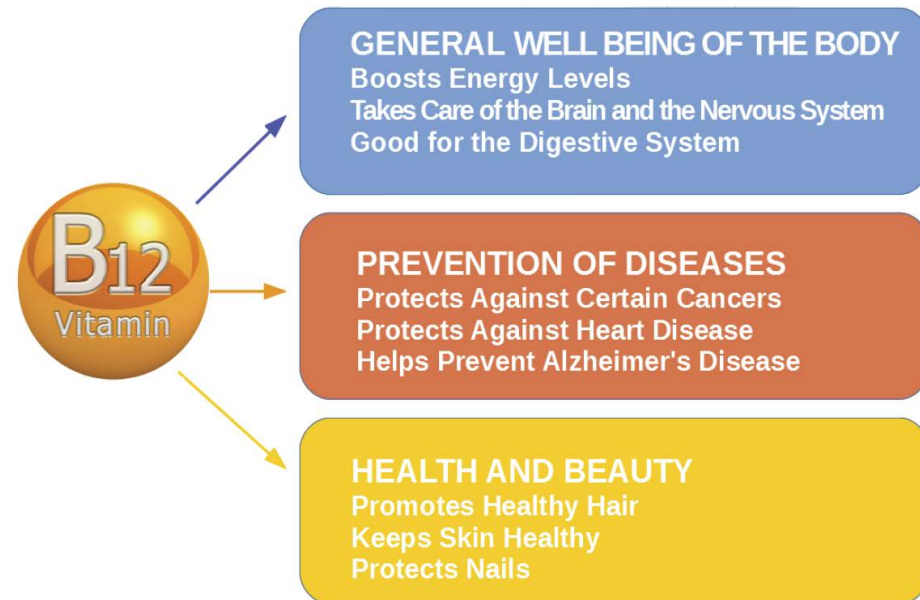 B12
Vitamin
GENERAL WELL BEING OF THE BODY
Boosts Energy Levels
Takes Care of the Brain and the Nervous System
Good for the Digestive System
PREVENTION OF DISEASES
Protects Against Certain Cancers
Protects Against Heart Disease
Helps Prevent Alzheimer's Disease
HEALTH AND BEAUTY
Promotes Healthy Hair
Keeps Skin Healthy
Protects Nails